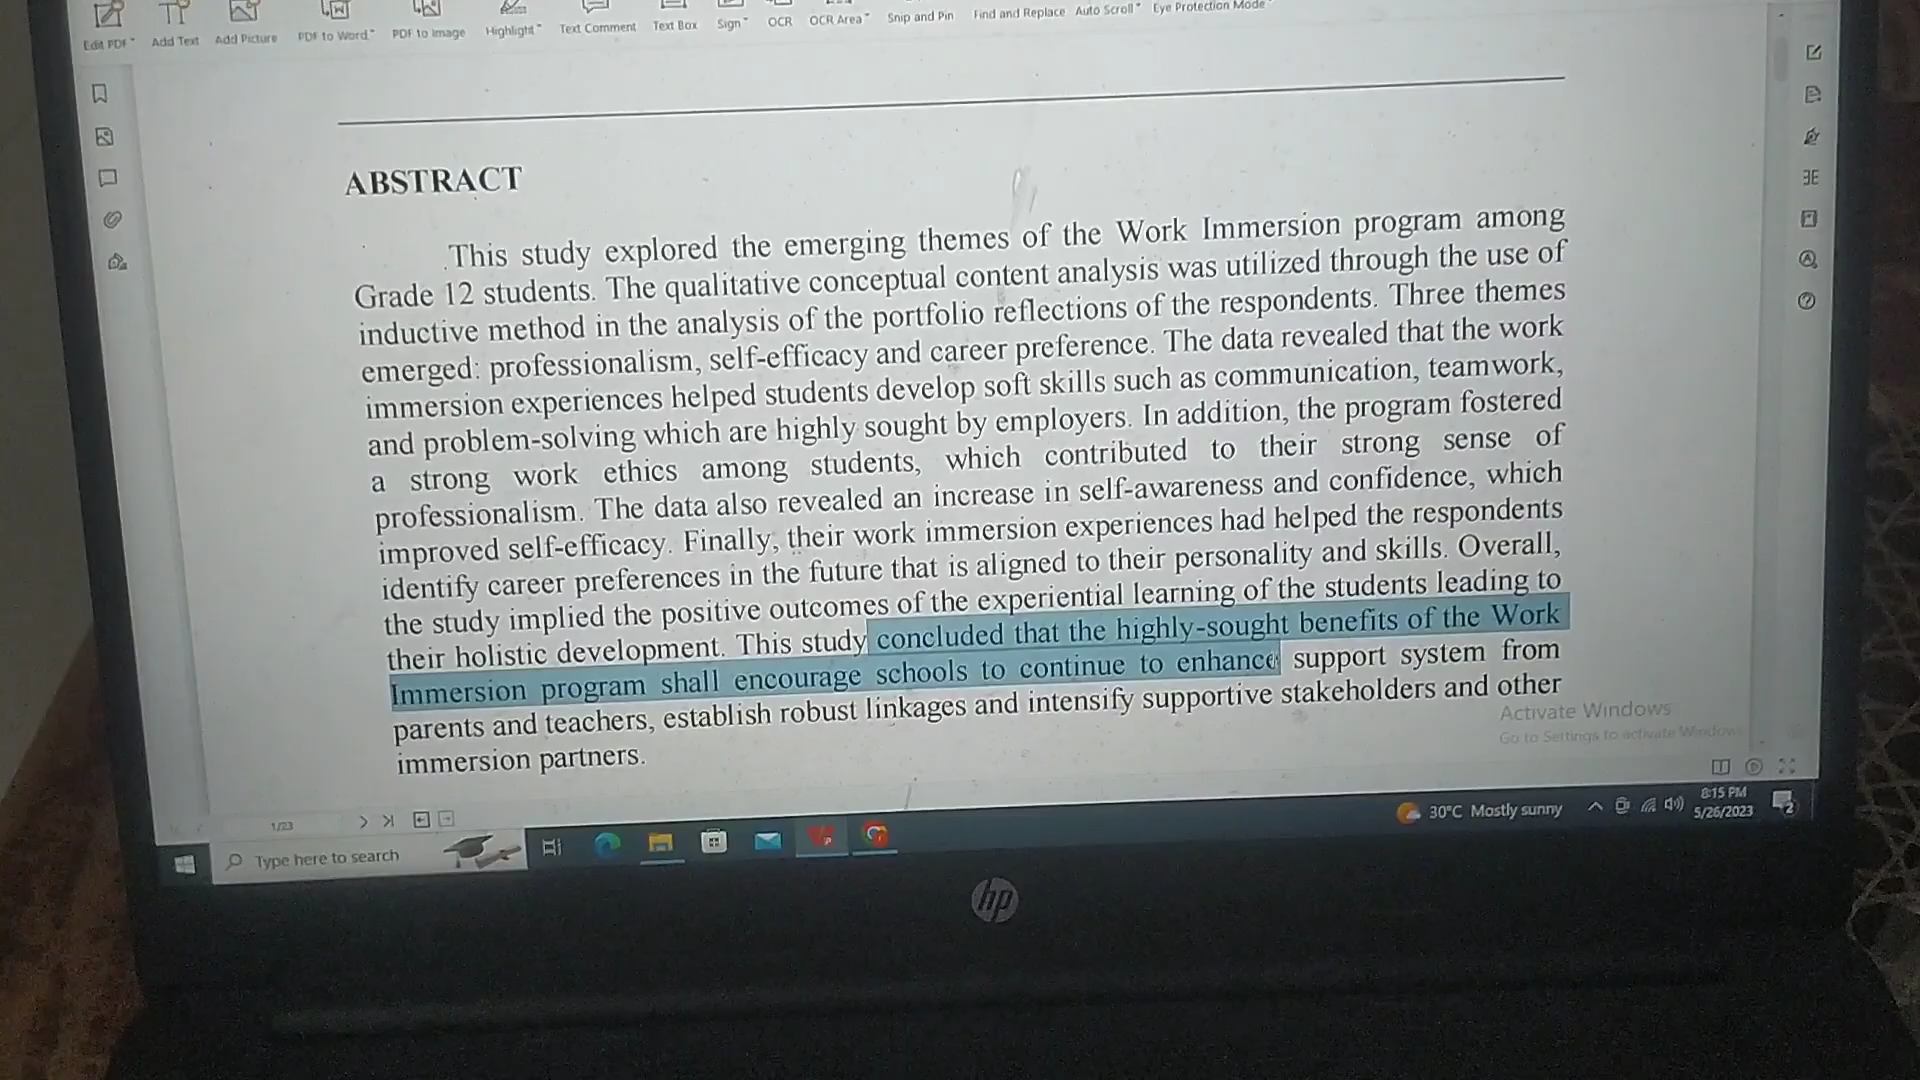 Edit PDF Add Text Add Picture PDF to Word PDF to Image Highlight Text Comment Text Box Sign OCR OCR Area Snip and Pin Find and Replace Auto Scroll Eye Protection Mode
ABSTRACT
This study explored the emerging themes of the Work Immersion program among
Grade 12 students. The qualitative conceptual content analysis was utilized through the use of
inductive method in the analysis of the portfolio reflections of the respondents. Three themes
emerged: professionalism, self-efficacy and career preference. The data revealed that the work
immersion experiences helped students develop soft skills such as communication, teamwork,
and problem-solving which are highly sought by employers. In addition, the program fostered
a strong work ethics among students, which contributed to their strong sense of
professionalism. The data also revealed an increase in self-awareness and confidence, which
improved self-efficacy. Finally, their work immersion experiences had helped the respondents
identify career preferences in the future that is aligned to their personality and skills. Overall,
the study implied the positive outcomes of the experiential learning of the students leading to
their holistic development. This study concluded that the highly-sought benefits of the Work
Immersion program shall encourage schools to continue to enhance support system from
parents and teachers, establish robust linkages and intensify supportive stakeholders and other
immersion partners.
Activate Windows
Go to Settings to activate Windows
1/23
Type here to search
30°C Mostly sunny
8:15 PM
5/26/2023
2
hp